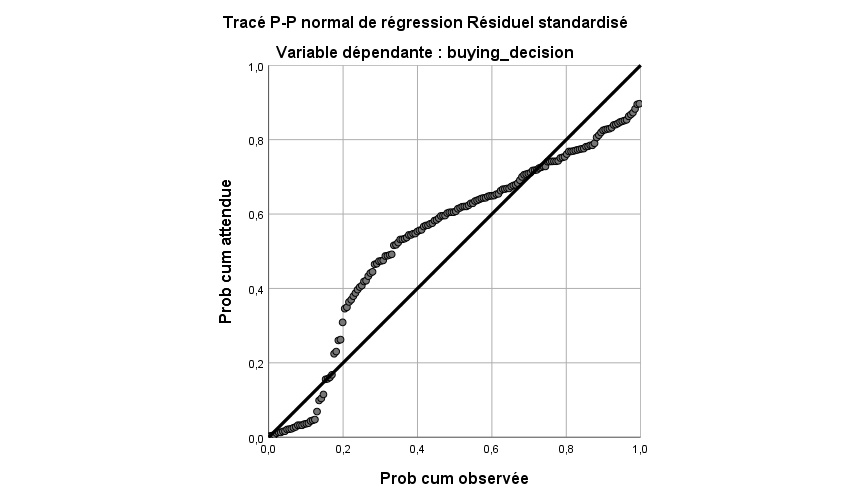 Tracé P-P normal de régression Résiduel standardisé
Variable dépendante : buying_decision
Prob cum attendue
1,0
0,8
0,6
0,4
0,2
0,0
0,0 0,2 0,4 0,6 0,8 1,0
Prob cum observée